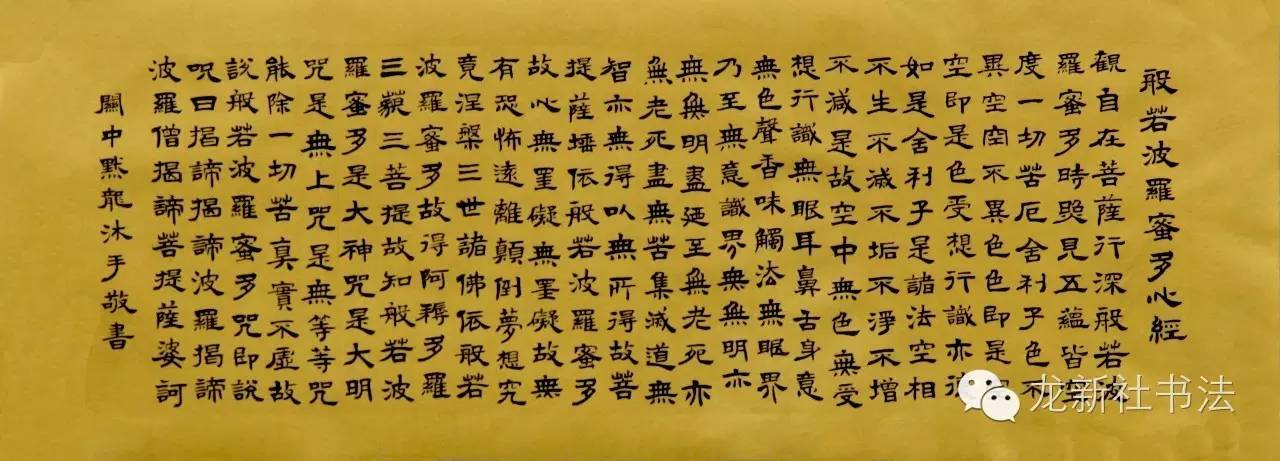 般若波羅蜜多心經
觀自在菩薩行深般若波
羅蜜多時照見五蘊皆空
度一切苦厄舍利子色不
異空空不異色色即是空
空即是色受想行識亦復
如是舍利子是諸法空相
不生不滅不垢不淨不增
不減是故空中無色無受
想行識無眼耳鼻舌身意
無色聲香味觸法無眼界
乃至無意識界無無明亦
無無明盡廼至無老死亦
無老死盡無苦集滅道無
智亦無得以無所得故菩
提薩埵依般若波羅蜜多
故心無罣礙無罣礙故無
有恐怖遠離顛倒夢想究
竟涅槃三世諸佛依般若
波羅蜜多故得阿耨多羅
三藐三菩提故知般若波
羅蜜多是大神咒是大明
咒是無上咒是無等等咒
能除一切苦真實不虛故
說般若波羅蜜多咒即說
呪曰揭諦揭諦波羅揭諦
波羅僧揭諦菩提薩婆訶
關中默龍沐手敬書
龙新社书法